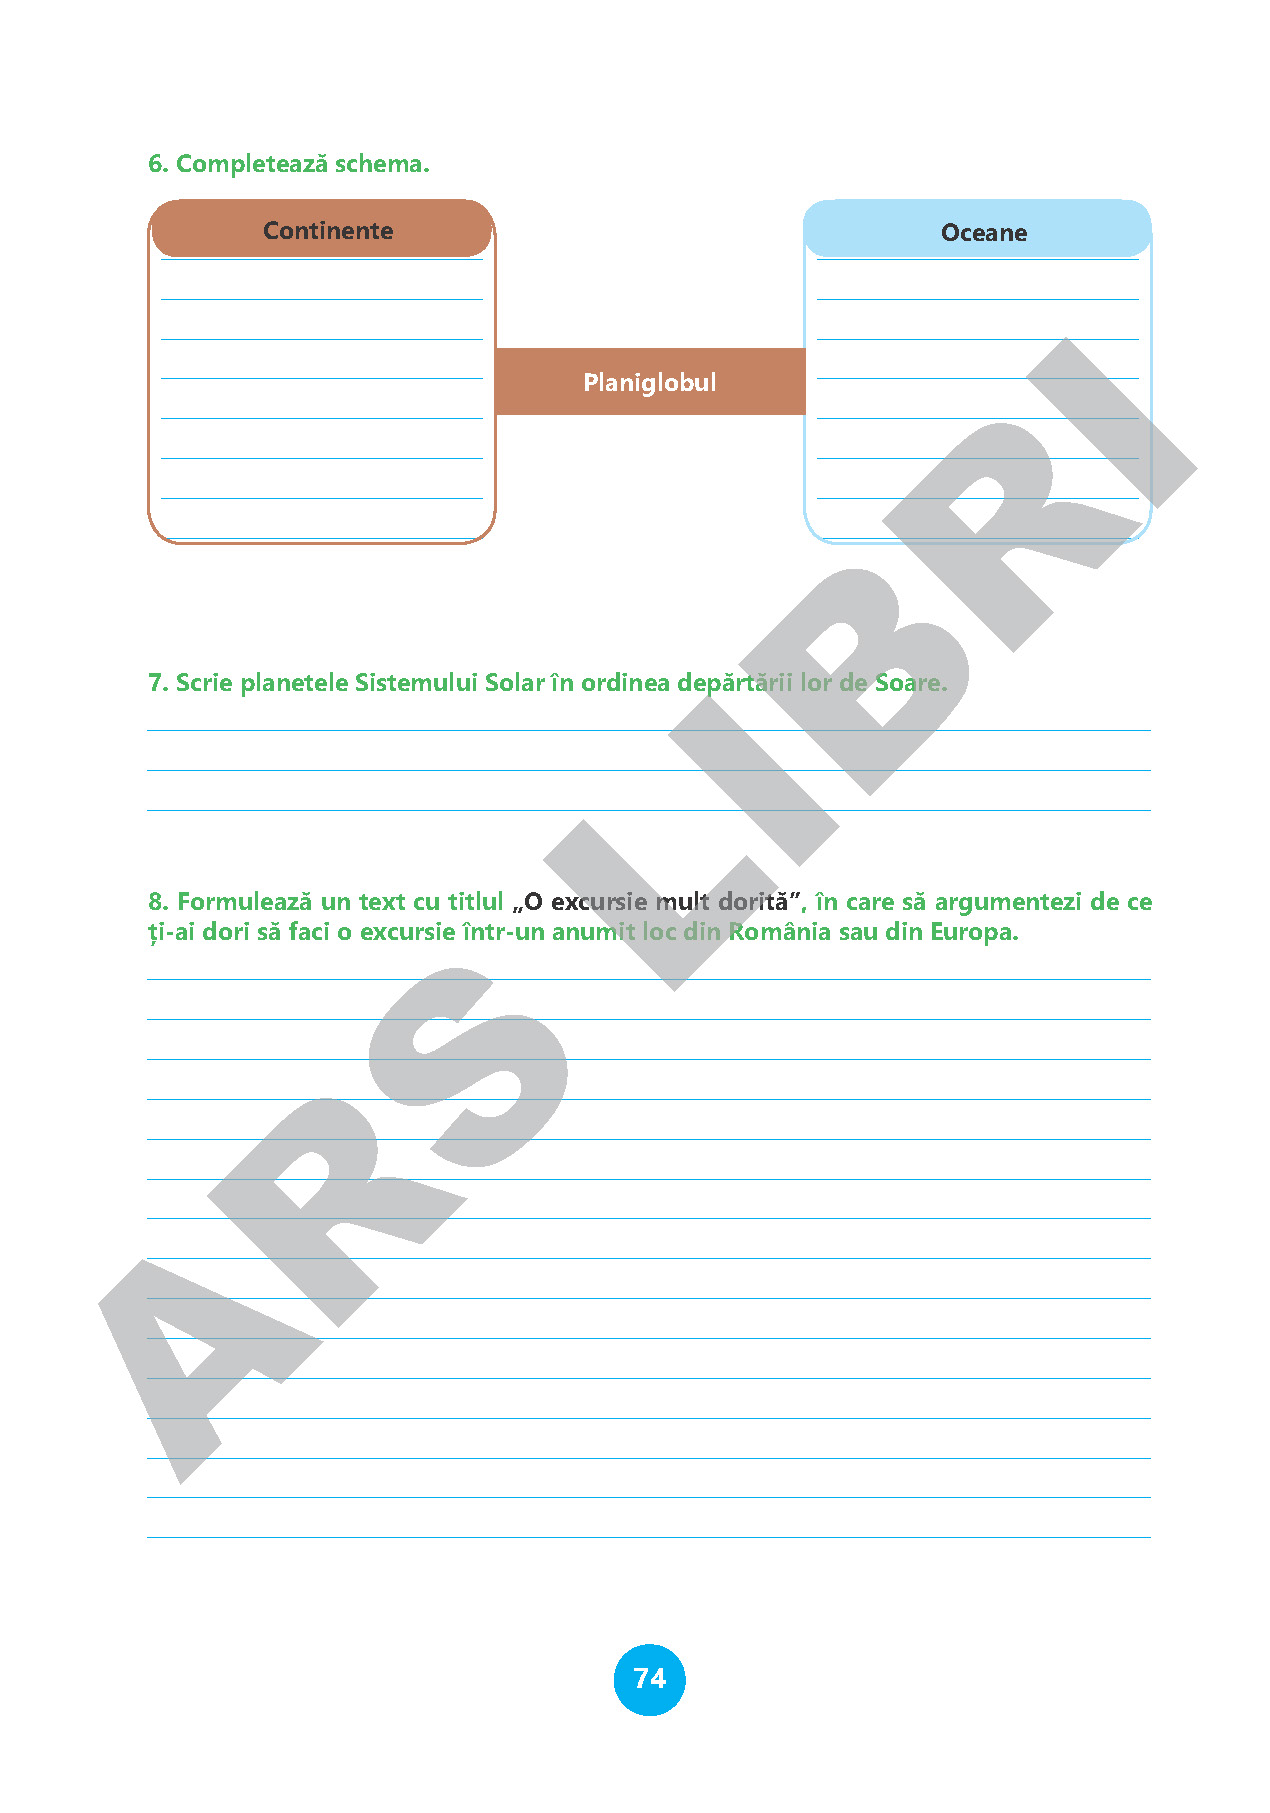 6. Completează schema.
Continente
Oceane
Planiglobul
7. Scrie planetele Sistemului Solar în ordinea depărtării lor de Soare.
8. Formulează un text cu titlul „O excursie mult dorită”, în care să argumentezi de ce
ți-ai dori să faci o excursie într-un anumit loc din România sau din Europa.
ARS LIBRI
74